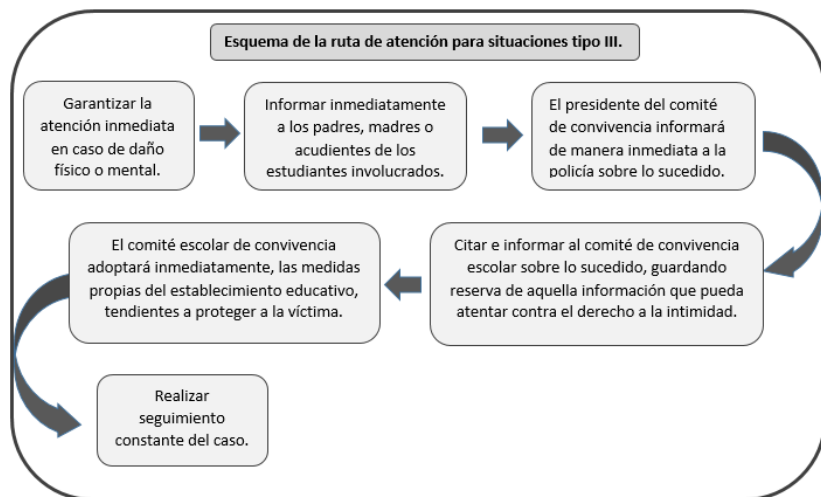 Esquema de la ruta de atención para situaciones tipo III.
Garantizar la
atención inmediata
en caso de daño
físico o mental.
Informar inmediatamente
a los padres, madres o
acudientes de los
estudiantes involucrados.
El presidente del comité
de convivencia informará
de manera inmediata a la
policía sobre lo sucedido.
Citar e informar al comité de convivencia
escolar sobre lo sucedido, guardando
reserva de aquella información que pueda
atentar contra el derecho a la intimidad.
El comité escolar de convivencia
adoptará inmediatamente, las medidas
propias del establecimiento educativo,
tendientes a proteger a la víctima.
Realizar
seguimiento
constante del caso.